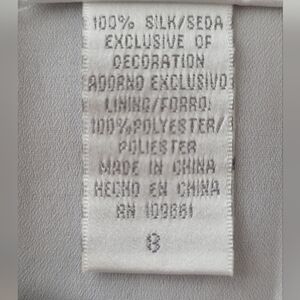 100% SILK/SEDA
EXCLUSIVE OF
DECORATION
ADORNO EXCLUSIVO
LINING/FORRO:
100%POLYESTER/
POLIESTER
MADE IN CHINA
HECHO EN CHINA
RN 109661
8